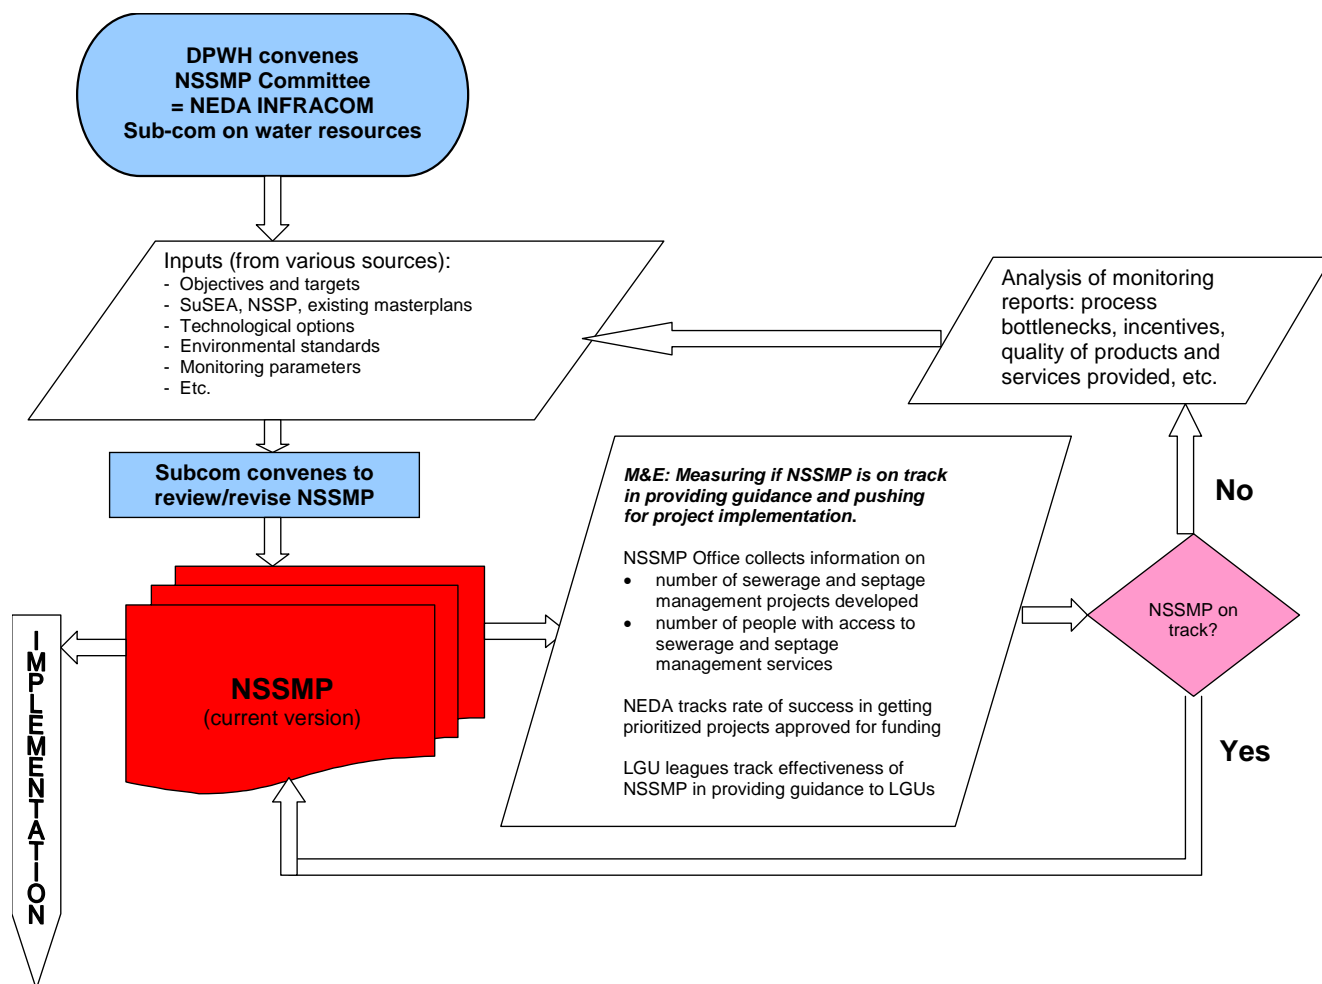 DPWH convenes
NSSMP Committee
= NEDA INFRACOM
Sub-com on water resources
Inputs (from various sources):
- Objectives and targets
- SuSEA, NSSP, existing masterplans
- Technological options
- Environmental standards
- Monitoring parameters
- Etc.
Analysis of monitoring
reports: process
bottlenecks, incentives,
quality of products and
services provided, etc.
Subcom convenes to
review/revise NSSMP
M&E: Measuring if NSSMP is on track
in providing guidance and pushing
for project implementation.
NSSMP Office collects information on
• number of sewerage and septage
management projects developed
• number of people with access to
sewerage and septage
management services
NEDA tracks rate of success in getting
prioritized projects approved for funding
LGU leagues track effectiveness of
NSSMP in providing guidance to LGUs
No
NSSMP on
track?
Yes
NSSMP
(current version)
IMPLEMENTATION